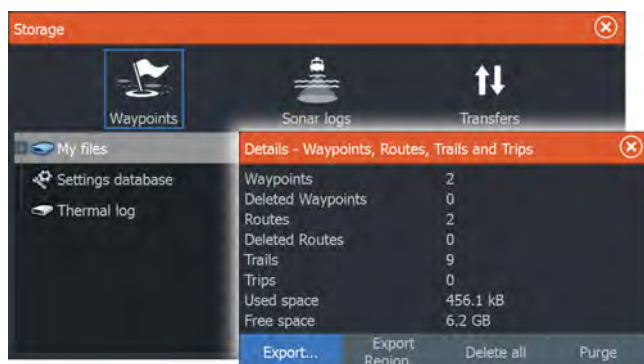 Storage
Waypoints
Sonar logs
Transfers
My files
Settings database
Thermal log
Details - Waypoints, Routes, Trails and Trips
Waypoints 2
Deleted Waypoints 0
Routes 2
Deleted Routes 0
Trails 9
Trips 0
Used space 456.1 kB
Free space 6.2 GB
Export...
Export
Region
Delete all
Purge